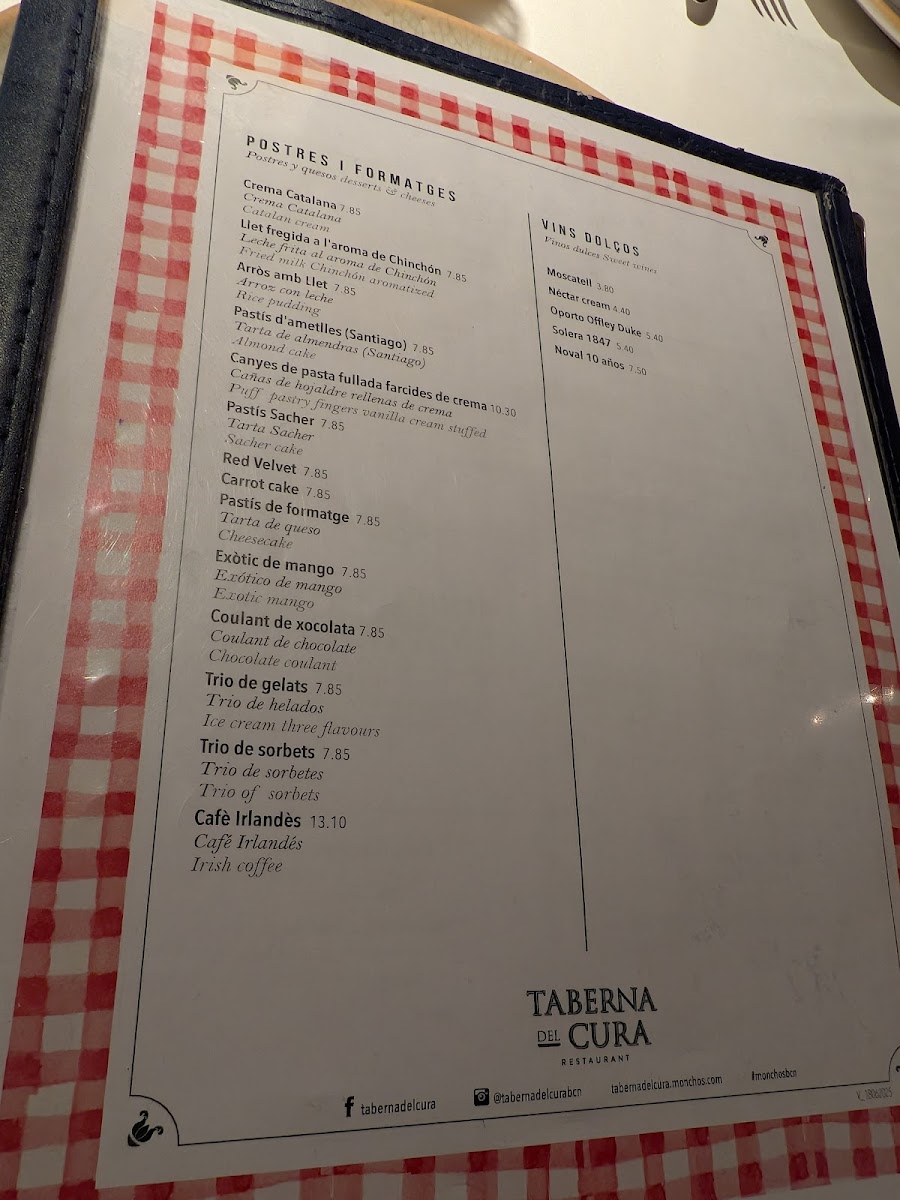 POSTRES I FORMATGES
Postres y quesos desserts & cheeses
Crema Catalana 7.85
Crema Catalana
Catalan cream
Llet fregida a l'aroma de Chinchón 7.85
Leche frita al aroma de Chinchón
Fried milk Chinchón aromatized
Arròs amb Llet 7.85
Arroz con leche
Rice pudding
Pastís d'ametlles (Santiago) 7.85
Tarta de almendras (Santiago)
Almond cake
Canyes de pasta fullada farcides de crema 10.30
Cañas de hojaldre rellenas de crema
Puff pastry fingers vanilla cream stuffed
Pastís Sacher 7.85
Tarta Sacher
Sacher cake
Red Velvet 7.85
Carrot cake 7.85
Pastís de formatge 7.85
Tarta de queso
Cheesecake
Exòtic de mango 7.85
Exótico de mango
Exotic mango
Coulant de xocolata 7.85
Coulant de chocolate
Chocolate coulant
Trio de gelats 7.85
Trio de helados
Ice cream three flavours
Trio de sorbets 7.85
Trio de sorbetes
Trio of sorbets
Cafè Irlandès 13.10
Café Irlandés
Irish coffee
VINS DOLÇOS
Vinos dulces Sweet wines
Moscatell 3.80
Néctar cream 4.40
Oporto Offley Duke 5.40
Solera 1847 5.40
Noval 10 años 7.50
TABERNA
DEL CURA
RESTAURANT
tabernadelcura
@tabernadelcurabcn
tabernadelcura.monchos.com
#monchosbcn